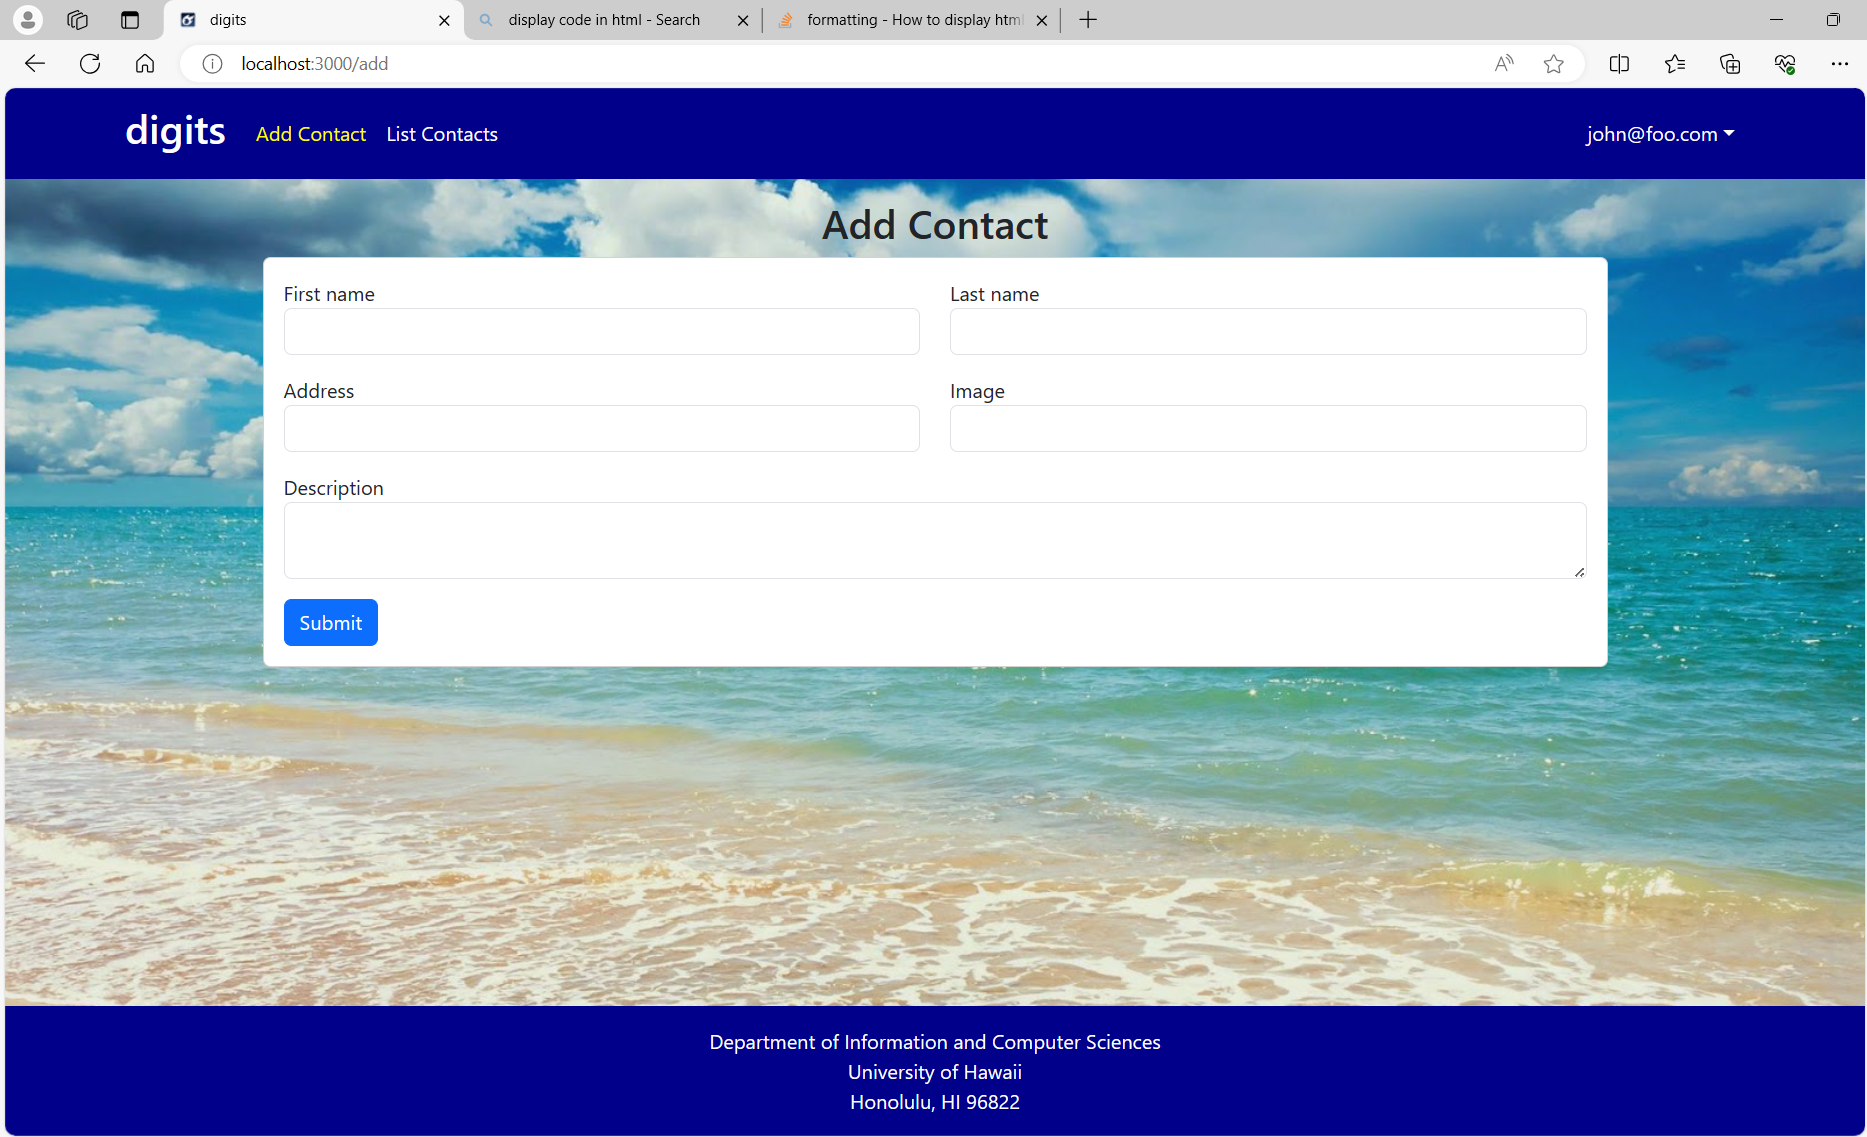 digits
display code in html - Search
formatting - How to display html
localhost:3000/add
digits
Add Contact
List Contacts
john@foo.com
Add Contact
First name
Last name
Address
Image
Description
Submit
Department of Information and Computer Sciences
University of Hawaii
Honolulu, HI 96822